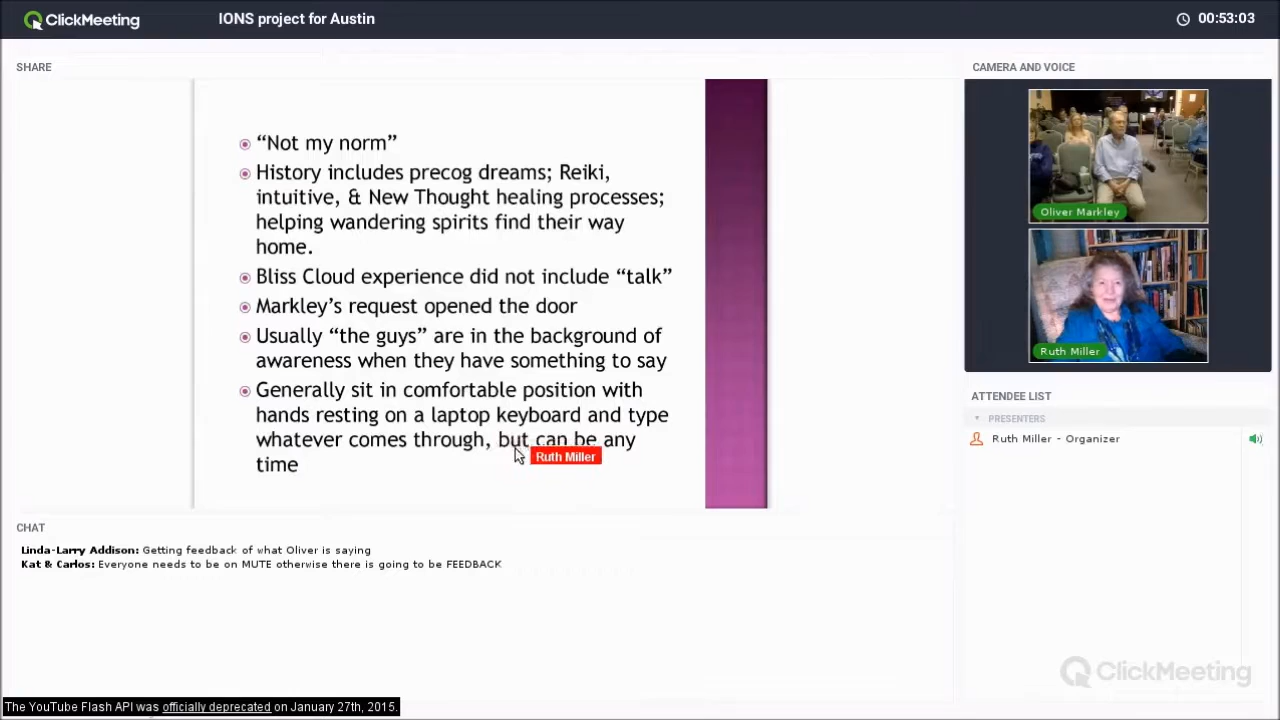 ClickMeeting
IONS project for Austin
00:53:03
SHARE
“Not my norm”
History includes precog dreams; Reiki,
intuitive, & New Thought healing processes;
helping wandering spirits find their way
home.
Bliss Cloud experience did not include “talk”
Markley’s request opened the door
Usually “the guys” are in the background of
awareness when they have something to say
Generally sit in comfortable position with
hands resting on a laptop keyboard and type
whatever comes through, but can be any
time
Ruth Miller
CAMERA AND VOICE
Oliver Markley
Ruth Miller
ATTENDEE LIST
PRESENTERS
Ruth Miller - Organizer
CHAT
Linda-Larry Addison: Getting feedback of what Oliver is saying
Kat & Carlos: Everyone needs to be on MUTE otherwise there is going to be FEEDBACK
ClickMeeting
The YouTube Flash API was officially deprecated on January 27th, 2015.